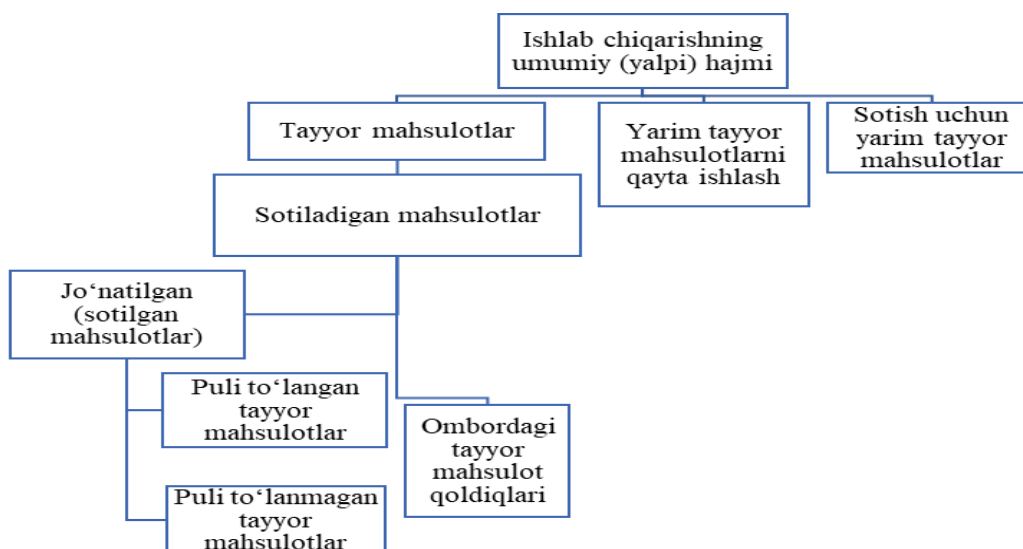 Ishlab chiqarishning
umumiy (yalpi) hajmi
Tayyor mahsulotlar
Yarim tayyor
mahsulotlarni
qayta ishlash
Sotish uchun
yarim tayyor
mahsulotlar
Sotiladigan mahsulotlar
Jo‘natilgan
(sotilgan
mahsulotlar)
Puli to‘langan
tayyor
mahsulotlar
Ombordagi
tayyor
mahsulot
qoldiqlari
Puli to‘lanmagan
tayyor
mahsulotlar